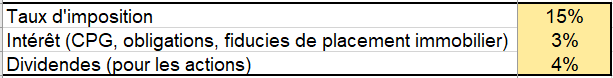 Taux d'imposition 15%
Intérêt (CPG, obligations, fiducies de placement immobilier) 3%
Dividendes (pour les actions) 4%